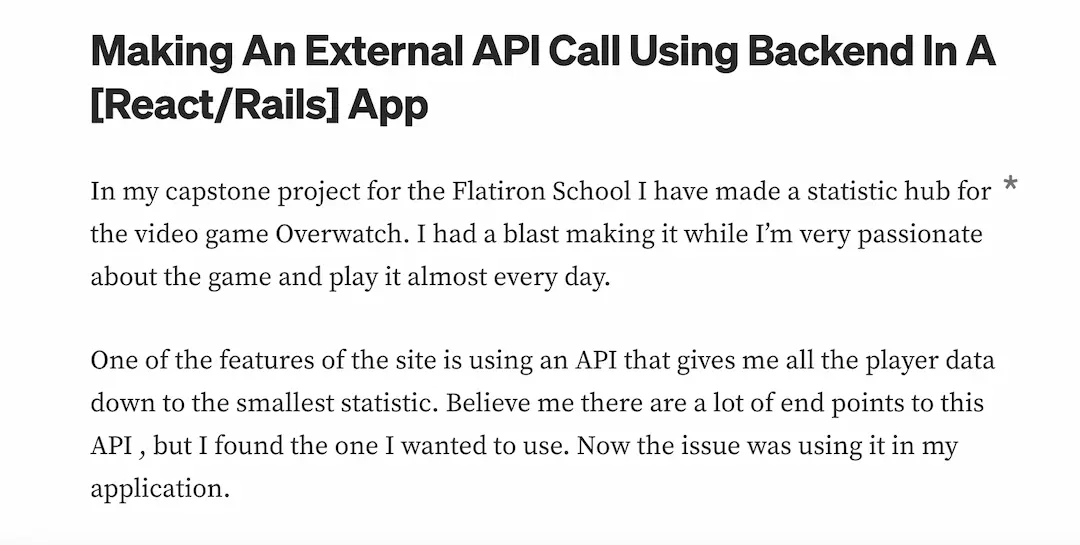 Making An External API Call Using Backend In A
[React/Rails] App
In my capstone project for the Flatiron School I have made a statistic hub for *
the video game Overwatch. I had a blast making it while I’m very passionate
about the game and play it almost every day.
One of the features of the site is using an API that gives me all the player data
down to the smallest statistic. Believe me there are a lot of end points to this
API , but I found the one I wanted to use. Now the issue was using it in my
application.